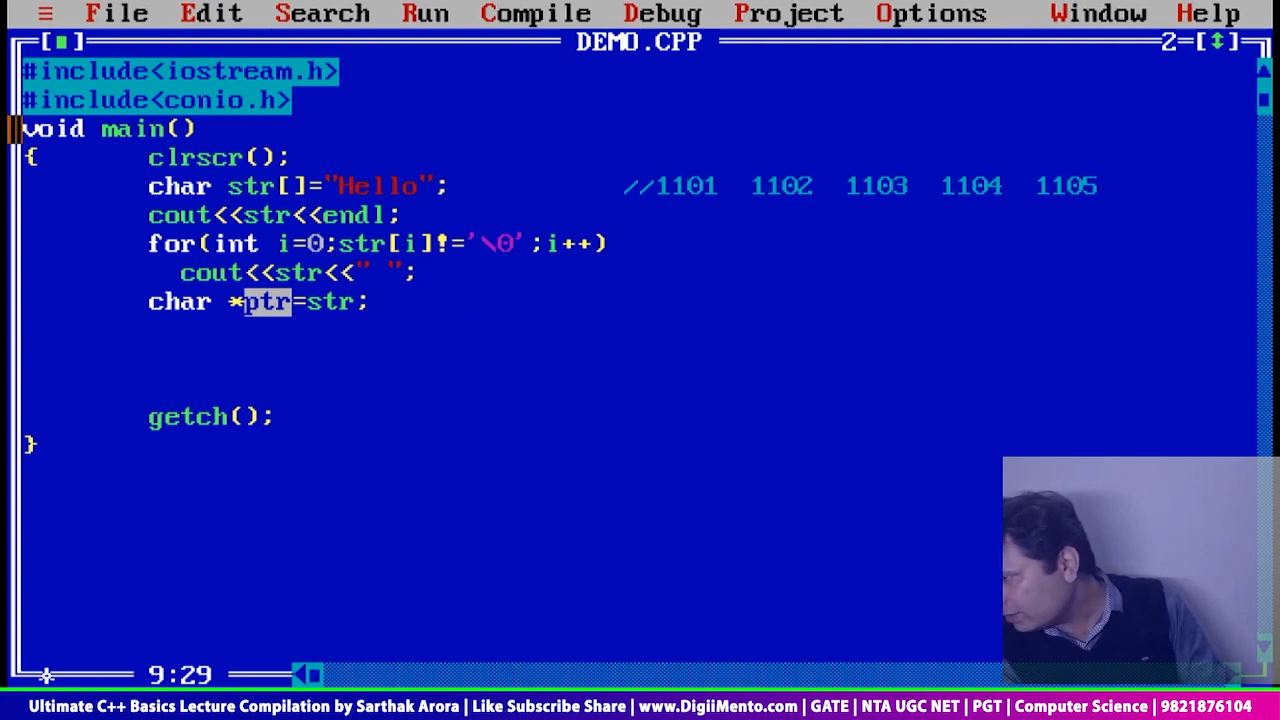 ≡ File Edit Search Run Compile Debug Project Options Window Help
[■] DEMO.CPP 2=[↕]
#include<iostream.h>
#include<conio.h>
void main()
{ clrscr();
char str[]="Hello"; //1101 1102 1103 1104 1105
cout<<str<<endl;
for(int i=0;str[i]!='\0';i++)
cout<<str<<" ";
char *ptr=str;
getch();
}
9:29
Ultimate C++ Basics Lecture Compilation by Sarthak Arora | Like Subscribe Share | www.DigiiMento.com | GATE | NTA UGC NET | PGT | Computer Science | 9821876104